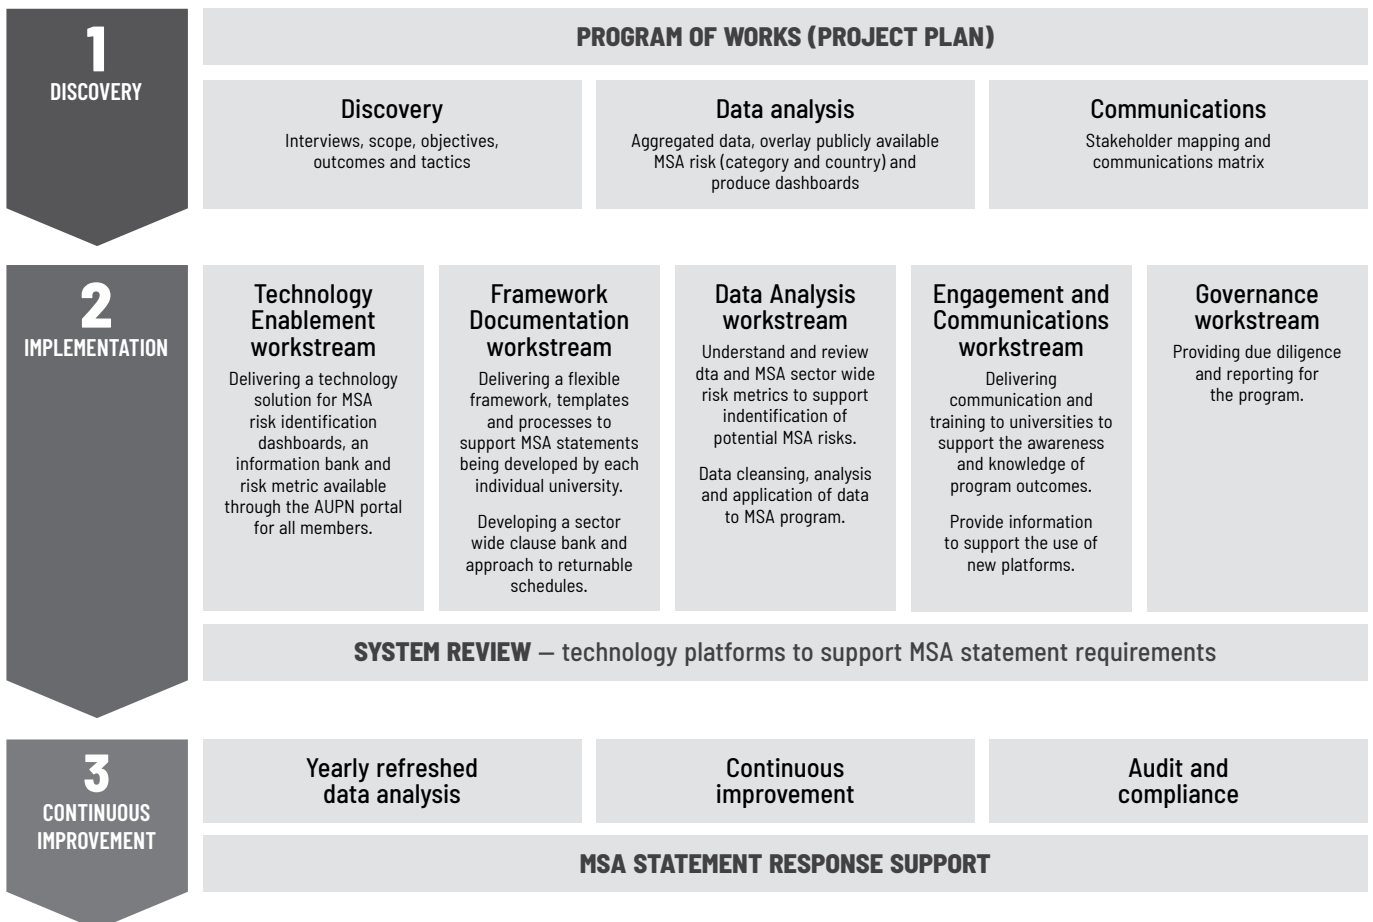 1
DISCOVERY
PROGRAM OF WORKS (PROJECT PLAN)
Discovery
Interviews, scope, objectives,
outcomes and tactics
Data analysis
Aggregated data, overlay publicly available
MSA risk (category and country) and
produce dashboards
Communications
Stakeholder mapping and
communications matrix
2
IMPLEMENTATION
Technology
Enablement
workstream
Delivering a technology
solution for MSA
risk identification
dashboards, an
information bank and
risk metric available
through the AUPN portal
for all members.
Framework
Documentation
workstream
Delivering a flexible
framework, templates
and processes to
support MSA statements
being developed by each
individual university.
Developing a sector
wide clause bank and
approach to returnable
schedules.
Data Analysis
workstream
Understand and review
dta and MSA sector wide
risk metrics to support
indentification of
potential MSA risks.
Data cleansing, analysis
and application of data
to MSA program.
Engagement and
Communications
workstream
Delivering
communication and
training to universities to
support the awareness
and knowledge of
program outcomes.
Provide information
to support the use of
new platforms.
Governance
workstream
Providing due diligence
and reporting for
the program.
SYSTEM REVIEW – technology platforms to support MSA statement requirements
3
CONTINUOUS
IMPROVEMENT
Yearly refreshed
data analysis
Continuous
improvement
Audit and
compliance
MSA STATEMENT RESPONSE SUPPORT